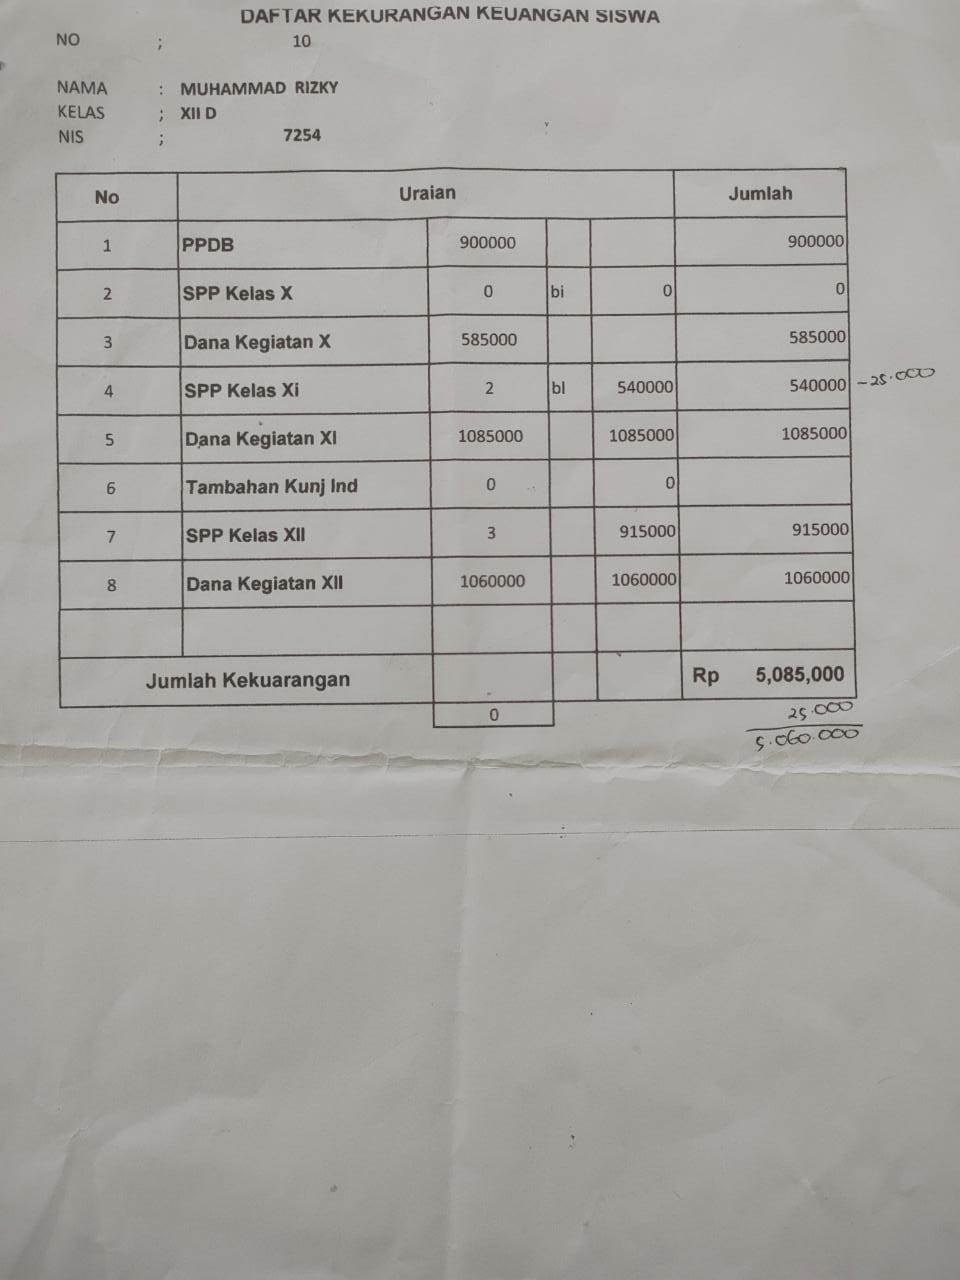 DAFTAR KEKURANGAN KEUANGAN SISWA
NO ; 10
NAMA : MUHAMMAD RIZKY
KELAS ; XII D
NIS ; 7254
No Uraian Jumlah
1 PPDB 900000 900000
2 SPP Kelas X 0 bi 0 0
3 Dana Kegiatan X 585000 585000
4 SPP Kelas Xi 2 bl 540000 540000 -25.000
5 Dana Kegiatan XI 1085000 1085000 1085000
6 Tambahan Kunj Ind 0 0
7 SPP Kelas XII 3 915000 915000
8 Dana Kegiatan XII 1060000 1060000 1060000
Jumlah Kekuarangan Rp 5,085,000
0 25.000
5.060.000